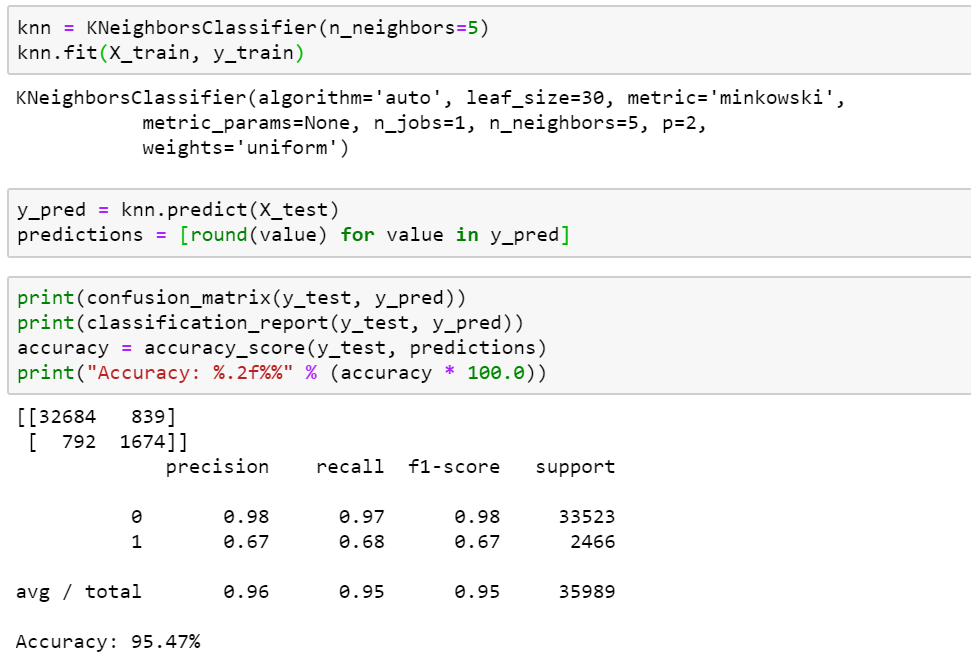 knn = KNeighborsClassifier(n_neighbors=5)
knn.fit(X_train, y_train)
KNeighborsClassifier(algorithm='auto', leaf_size=30, metric='minkowski',
           metric_params=None, n_jobs=1, n_neighbors=5, p=2,
           weights='uniform')
y_pred = knn.predict(X_test)
predictions = [round(value) for value in y_pred]
print(confusion_matrix(y_test, y_pred))
print(classification_report(y_test, y_pred))
accuracy = accuracy_score(y_test, predictions)
print("Accuracy: %.2f%%" % (accuracy * 100.0))
[[32684   839]
 [  792  1674]]
             precision    recall  f1-score   support
          0       0.98      0.97      0.98     33523
          1       0.67      0.68      0.67      2466
avg / total       0.96      0.95      0.95     35989
Accuracy: 95.47%